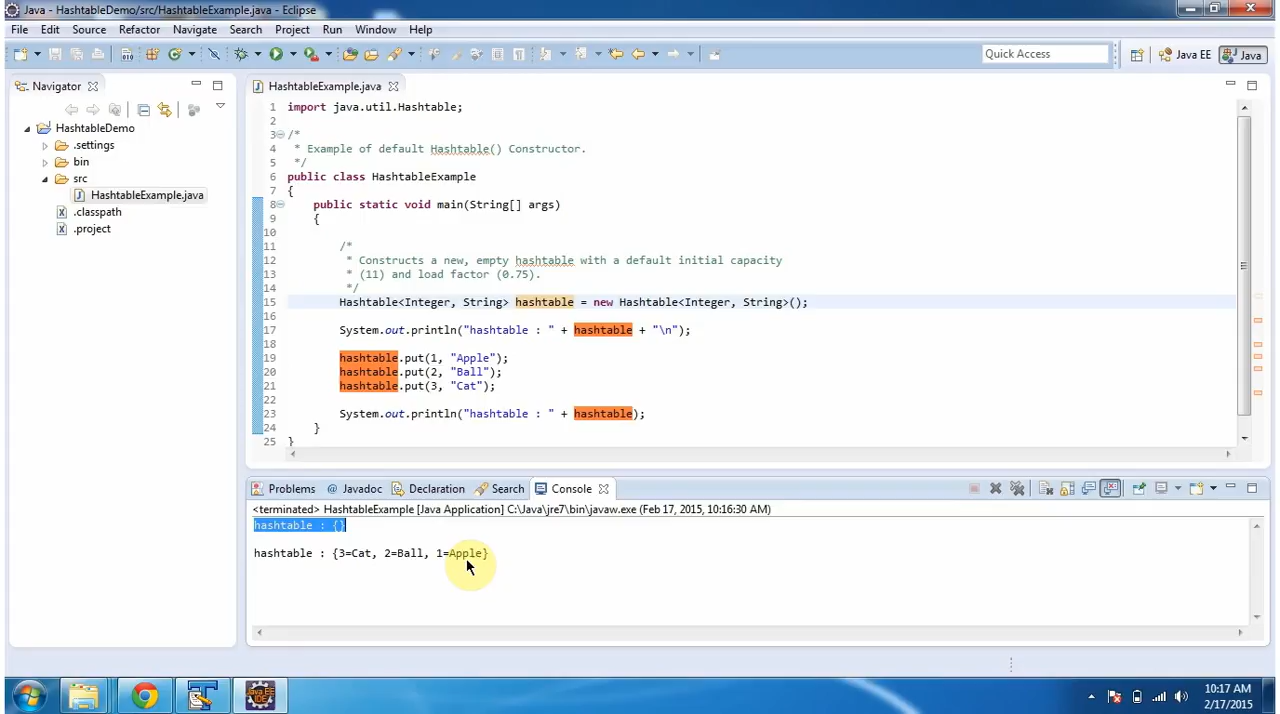 Java - HashtableDemo/src/HashtableExample.java - Eclipse
File Edit Source Refactor Navigate Search Project Run Window Help
Quick Access Java EE Java
Navigator
HashtableDemo
.settings
bin
src
HashtableExample.java
.classpath
.project
HashtableExample.java
1 import java.util.Hashtable;
2
3 /*
4 * Example of default Hashtable() Constructor.
5 */
6 public class HashtableExample
7 {
8 public static void main(String[] args)
9 {
10
11 /*
12 * Constructs a new, empty hashtable with a default initial capacity
13 * (11) and load factor (0.75).
14 */
15 Hashtable<Integer, String> hashtable = new Hashtable<Integer, String>();
16
17 System.out.println("hashtable : " + hashtable + "\n");
18
19 hashtable.put(1, "Apple");
20 hashtable.put(2, "Ball");
21 hashtable.put(3, "Cat");
22
23 System.out.println("hashtable : " + hashtable);
24 }
25 }
Problems @ Javadoc Declaration Search Console
<terminated> HashtableExample [Java Application] C:\Java\jre7\bin\javaw.exe (Feb 17, 2015, 10:16:30 AM)
hashtable : {}
hashtable : {3=Cat, 2=Ball, 1=Apple}
Java EE
IDE
10:17 AM
2/17/2015